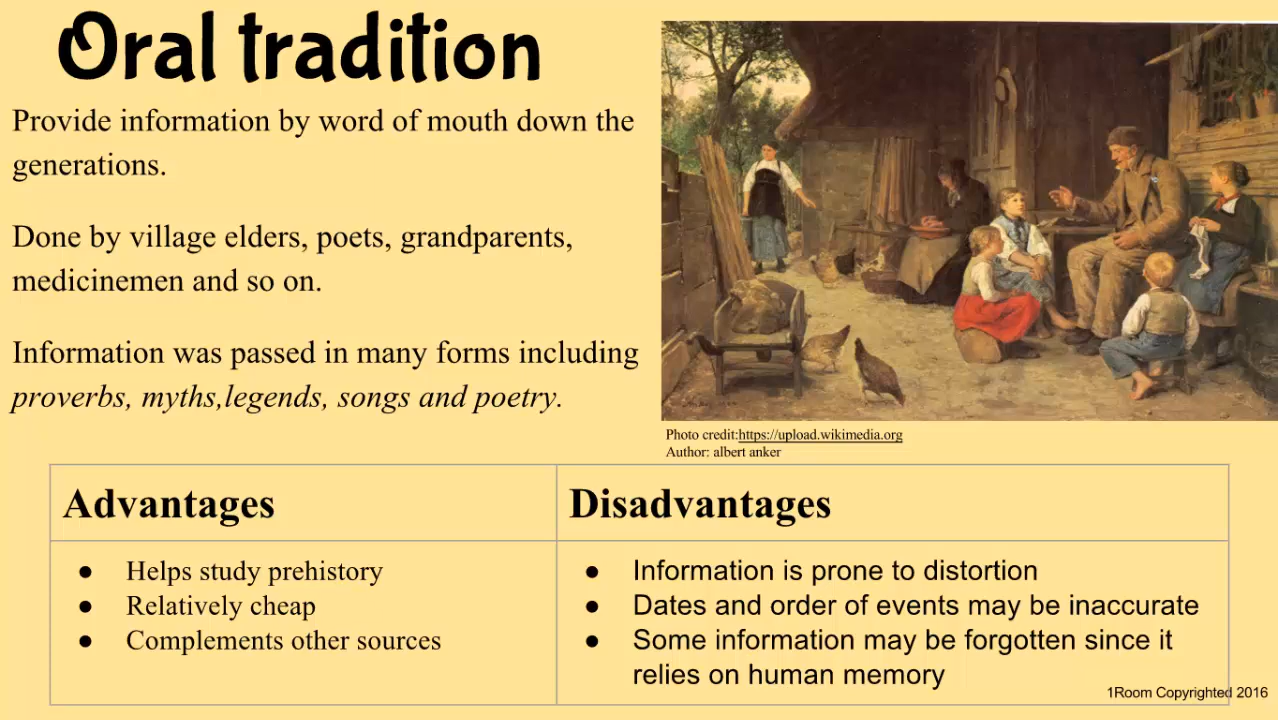 Oral tradition
Provide information by word of mouth down the
generations.
Done by village elders, poets, grandparents,
medicinemen and so on.
Information was passed in many forms including
proverbs, myths,legends, songs and poetry.
Photo credit:https://upload.wikimedia.org
Author: albert anker
Advantages
● Helps study prehistory
● Relatively cheap
● Complements other sources
Disadvantages
● Information is prone to distortion
● Dates and order of events may be inaccurate
● Some information may be forgotten since it
relies on human memory
1Room Copyrighted 2016